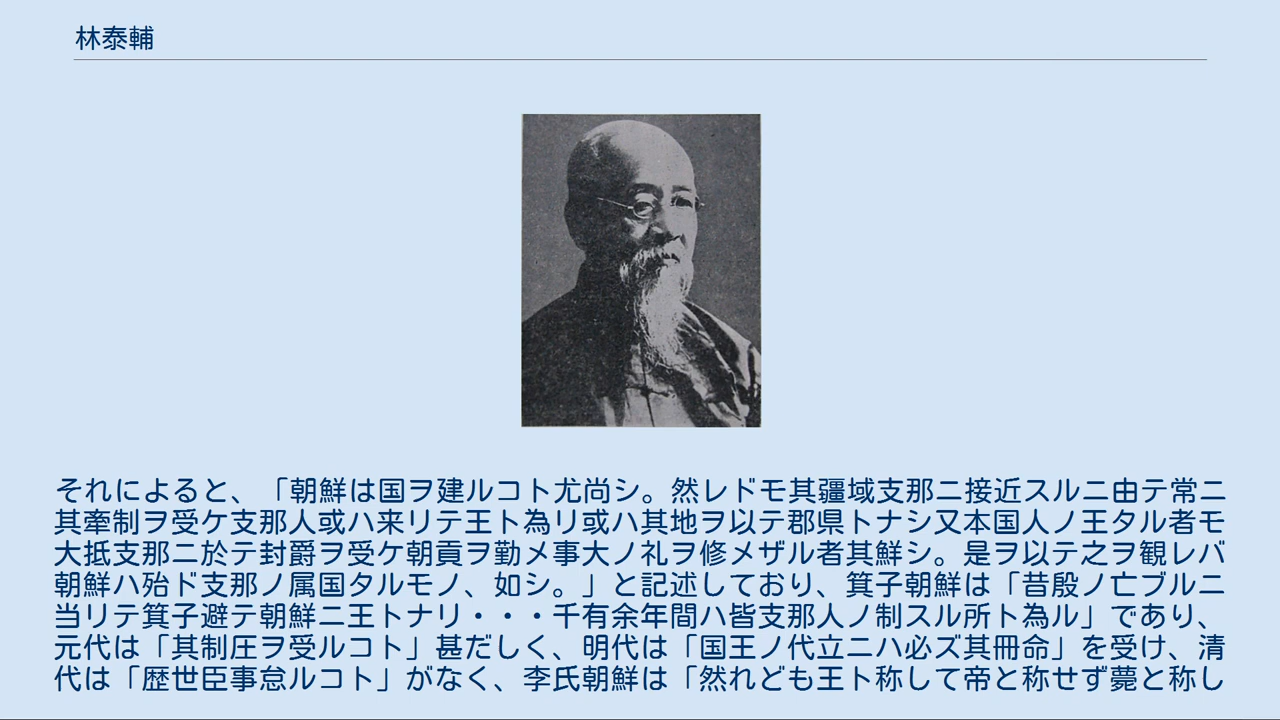 林泰輔
それによると、「朝鮮は国ヲ建ルコト尤尚シ。然レドモ其疆域支那ニ接近スルニ由テ常ニ
其牽制ヲ受ケ支那人或ハ来リテ王ト為リ或ハ其地ヲ以テ郡県トナシ又本国人ノ王タル者モ
大抵支那ニ於テ封爵ヲ受ケ朝貢ヲ勤メ事大ノ礼ヲ修メザル者其鮮シ。是ヲ以テ之ヲ観レバ
朝鮮ハ殆ド支那ノ属国タルモノ、如シ。」と記述しており、箕子朝鮮は「昔殷ノ亡ブルニ
当リテ箕子避テ朝鮮ニ王トナリ・・・千有余年間ハ皆支那人ノ制スル所ト為ル」であり、
元代は「其制圧ヲ受ルコト」甚だしく、明代は「国王ノ代立ニハ必ズ其冊命」を受け、清
代は「歴世臣事怠ルコト」がなく、李氏朝鮮は「然れども王ト称して帝と称せず薨と称し